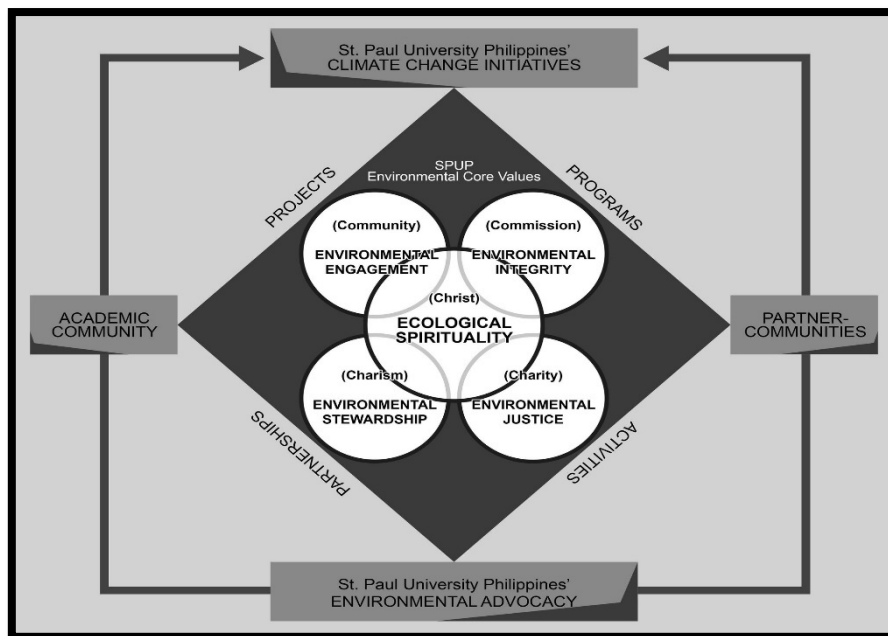 St. Paul University Philippines’
CLIMATE CHANGE INITIATIVES
SPUP
Environmental Core Values
PROJECTS
PROGRAMS
(Community)
ENVIRONMENTAL
ENGAGEMENT
(Commission)
ENVIRONMENTAL
INTEGRITY
(Christ)
ECOLOGICAL
SPIRITUALITY
ACADEMIC
COMMUNITY
PARTNER-
COMMUNITIES
(Charism)
ENVIRONMENTAL
STEWARDSHIP
(Charity)
ENVIRONMENTAL
JUSTICE
PARTNERSHIPS
ACTIVITIES
St. Paul University Philippines’
ENVIRONMENTAL ADVOCACY